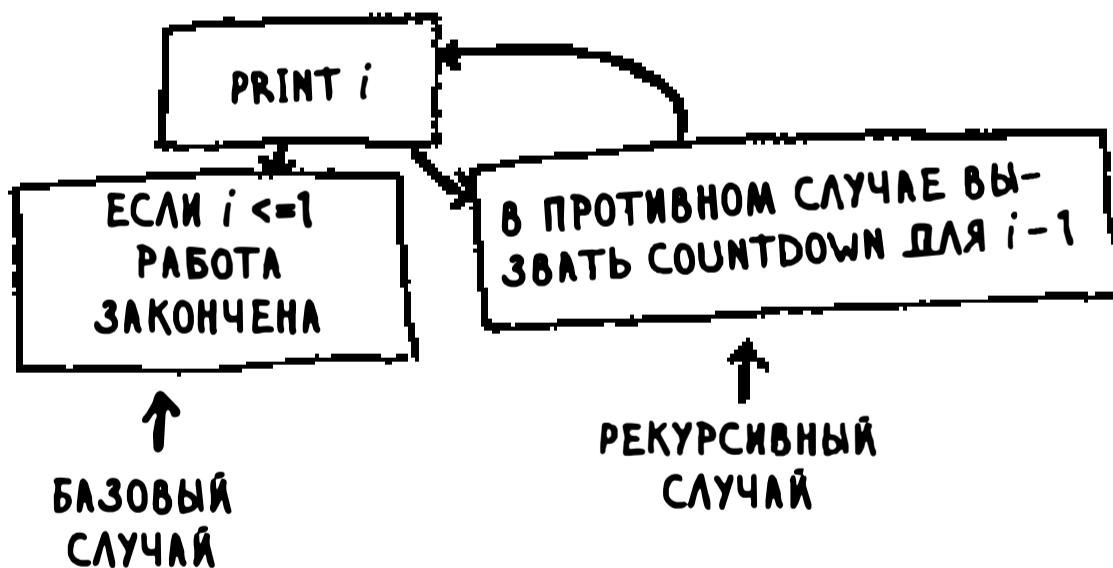 PRINT i
ЕСЛИ i <=1
РАБОТА
ЗАКОНЧЕНА
В ПРОТИВНОМ СЛУЧАЕ ВЫ-
ЗВАТЬ COUNTDOWN ДЛЯ i-1
БАЗОВЫЙ
СЛУЧАЙ
РЕКУРСИВНЫЙ
СЛУЧАЙ